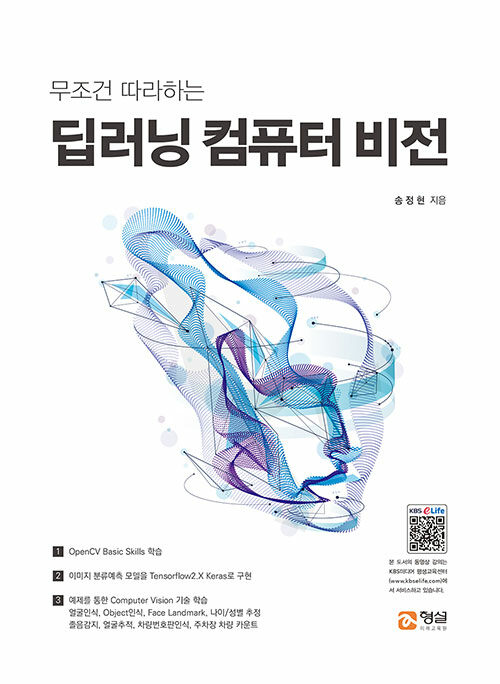 무조건 따라하는
딥러닝 컴퓨터 비전
송정현 지음
1 OpenCV Basic Skills 학습
2 이미지 분류예측 모델을 Tensorflow2.X Keras로 구현
3 예제를 통한 Computer Vision 기술 학습
얼굴인식, Object인식, Face Landmark, 나이/성별 추정
졸음감지, 얼굴추적, 차량번호판인식, 주차장 차량 카운트
KBS eLife
본 도서의 동영상 강의는
KBS미디어 평생교육센터
(www.kbselife.com)에
서 서비스하고 있습니다.
형설
미래교육원